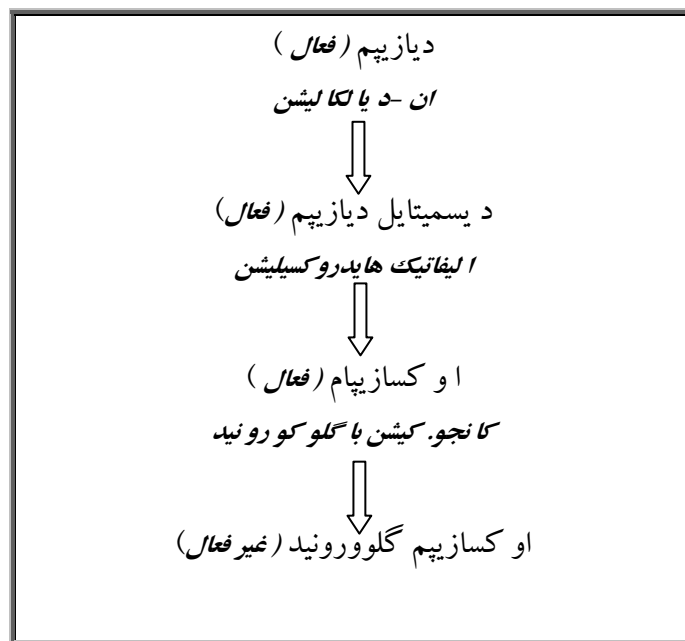 دیازیپم ( فعال )
ان -د یا لکا لیشن
د یسمیتایل دیازیپم ( فعال)
ا لیفاتیک هایدروکسیلیشن
ا و کسازیپام ( فعال )
کا نجو. کیشن با گلو کو رو نید
او کسازیپم گلوورونید ( غیر فعال)